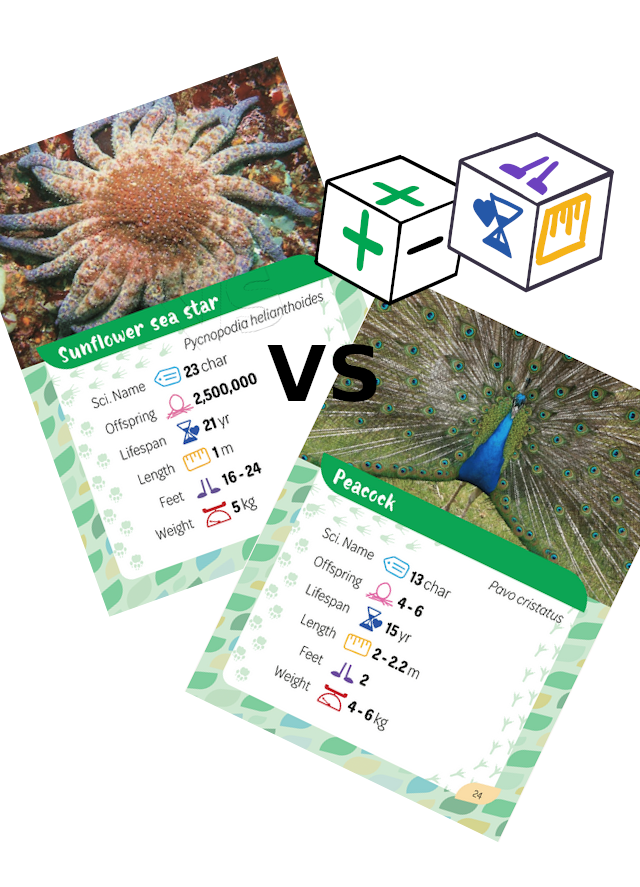 Sunflower sea star
Pycnopodia helianthoides
Sci. Name 23 char
Offspring 2,500,000
Lifespan 21 yr
Length 1 m
Feet 16-24
Weight 5 kg
VS
Peacock
Pavo cristatus
Sci. Name 13 char
Offspring 4-6
Lifespan 15 yr
Length 2-2.2 m
Feet 2
Weight 4-6 kg
24